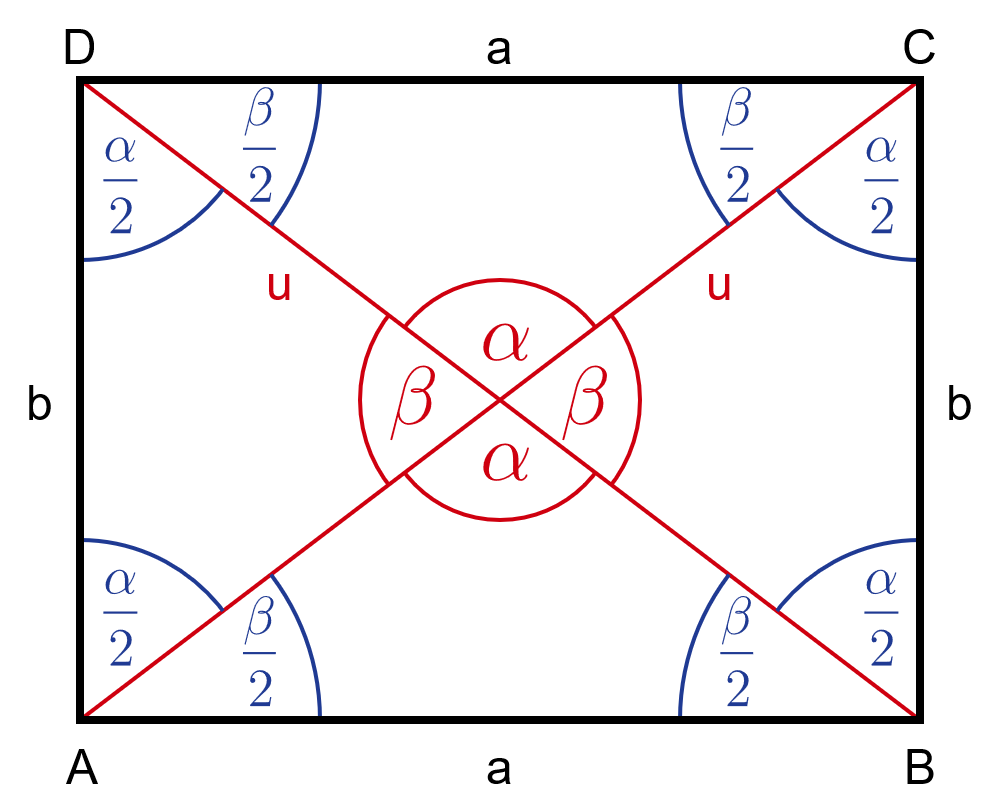 D a C
β/2 β/2
α/2 α/2
u u
α
β β
b b
α
α/2 β/2 β/2 α/2
A a B